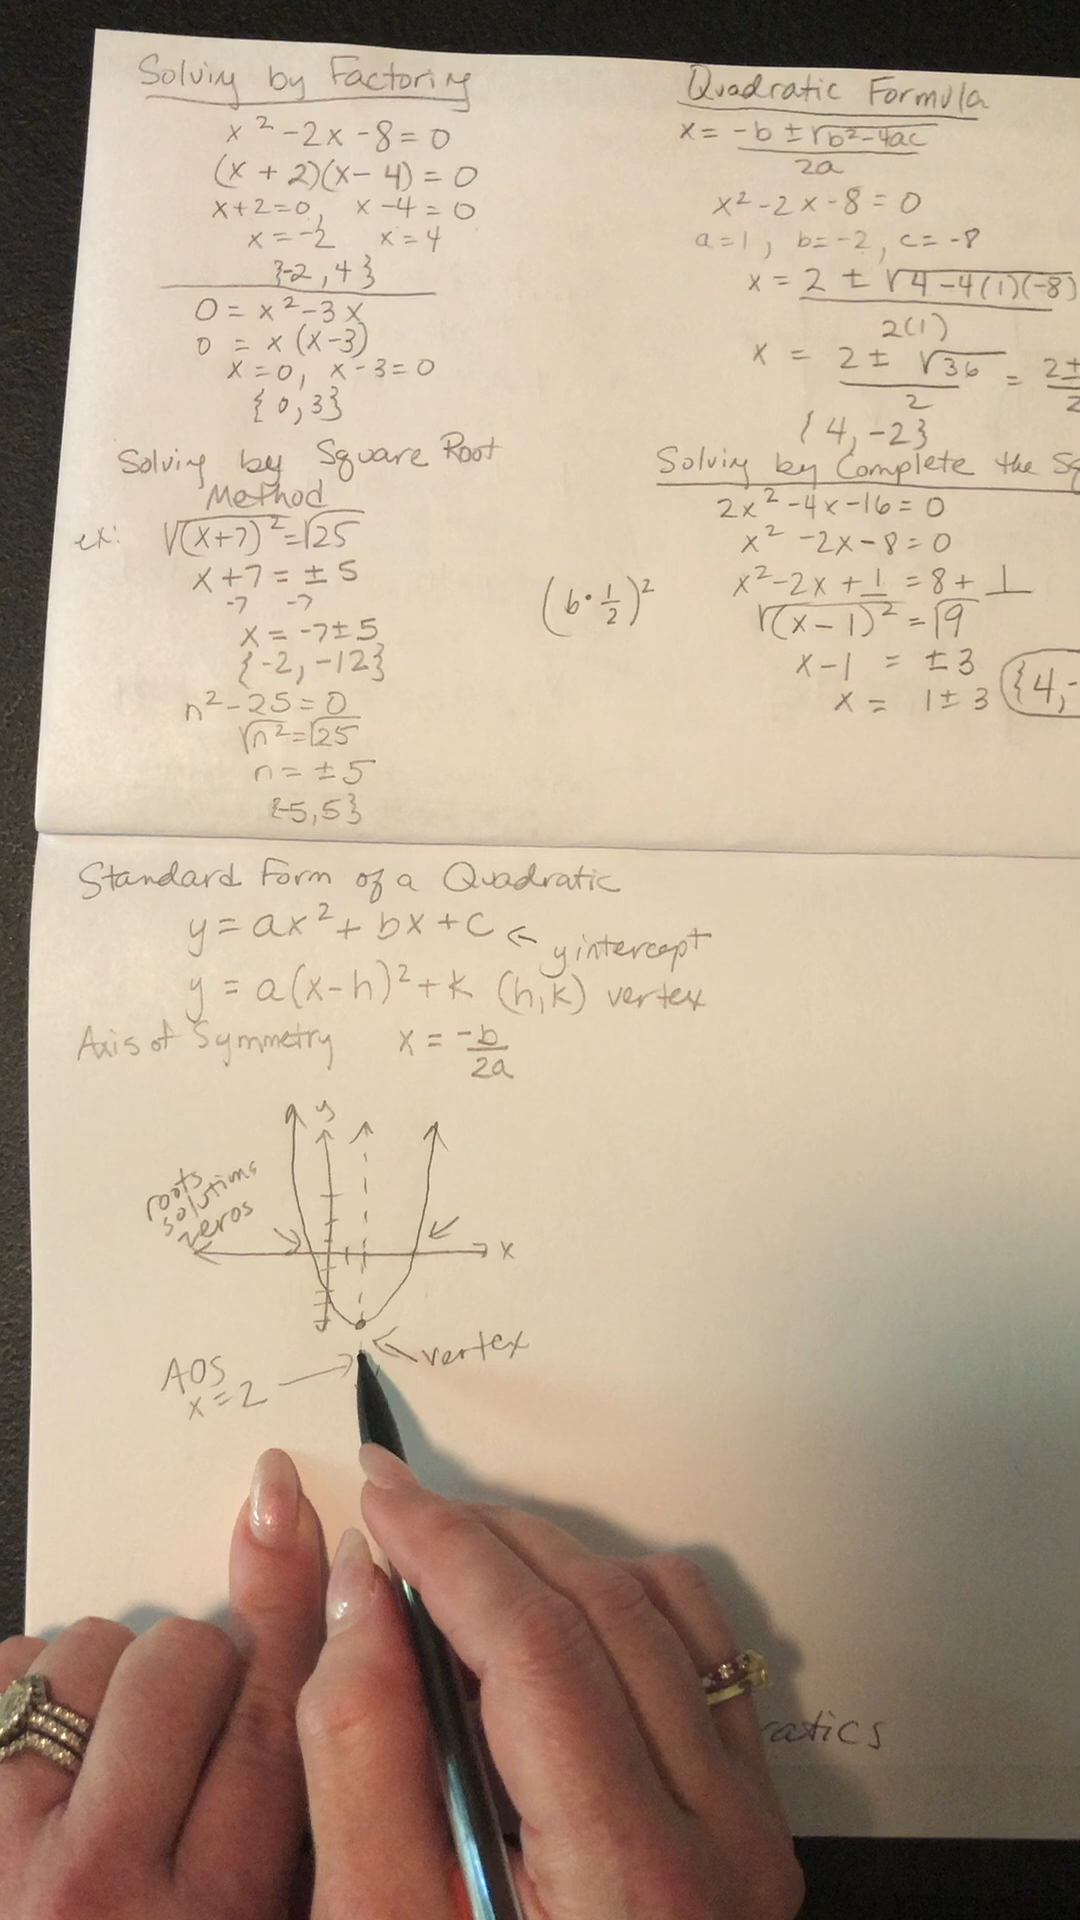 Solving by Factoring
x² - 2x - 8 = 0
(x + 2)(x - 4) = 0
x + 2 = 0, x - 4 = 0
x = -2 x = 4
{-2, 4}
0 = x² - 3x
0 = x (x - 3)
x = 0, x - 3 = 0
{0, 3}
Solving by Square Root
Method
ex: √(x+7)² = √25
x + 7 = ± 5
-7 -7
x = -7 ± 5
{-2, -12}
n² - 25 = 0
√n² = √25
n = ± 5
{-5, 5}
Quadratic Formula
x = -b ± √b² - 4ac
2a
x² - 2x - 8 = 0
a = 1, b = -2, c = -8
x = 2 ± √4 - 4(1)(-8)
2(1)
x = 2 ± √36 = 2 ±
2 2
{4, -2}
Solving by Complete the Sq
2x² - 4x - 16 = 0
x² - 2x - 8 = 0
(b · 1/2)² x² - 2x + 1 = 8 + 1
√(x - 1)² = √9
x - 1 = ± 3
x = 1 ± 3 {4, -
Standard Form of a Quadratic
y = ax² + bx + c ← y intercept
y = a(x - h)² + k (h, k) vertex
Axis of Symmetry x = -b
2a
y
roots
solutions
zeros
x
vertex
AOS
x = 2
ratics